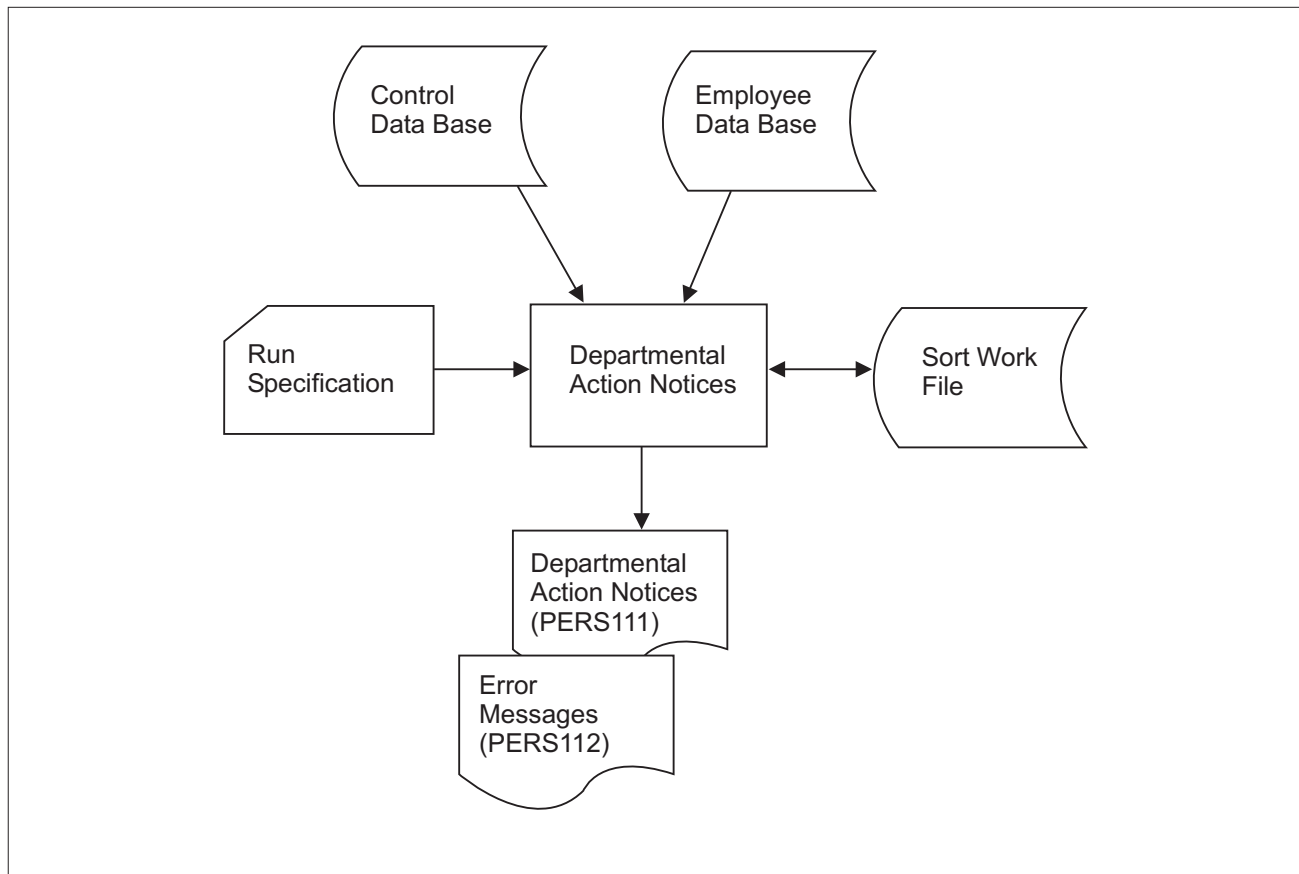 Control
Data Base
Employee
Data Base
Run
Specification
Departmental
Action Notices
Sort Work
File
Departmental
Action Notices
(PERS111)
Error
Messages
(PERS112)